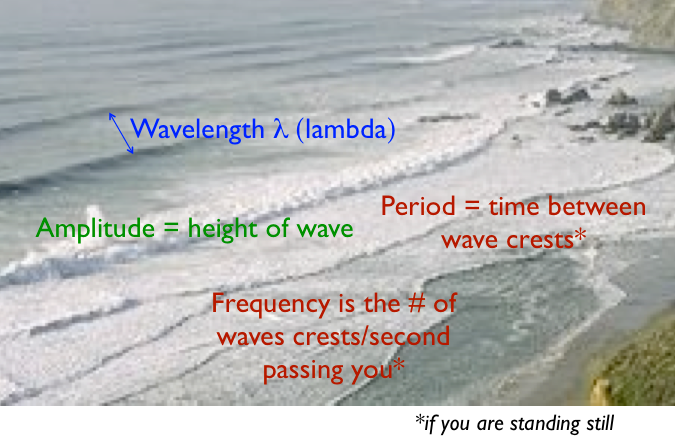 Wavelength λ (lambda)
Amplitude = height of wave
Period = time between
wave crests*
Frequency is the # of
waves crests/second
passing you*
*if you are standing still